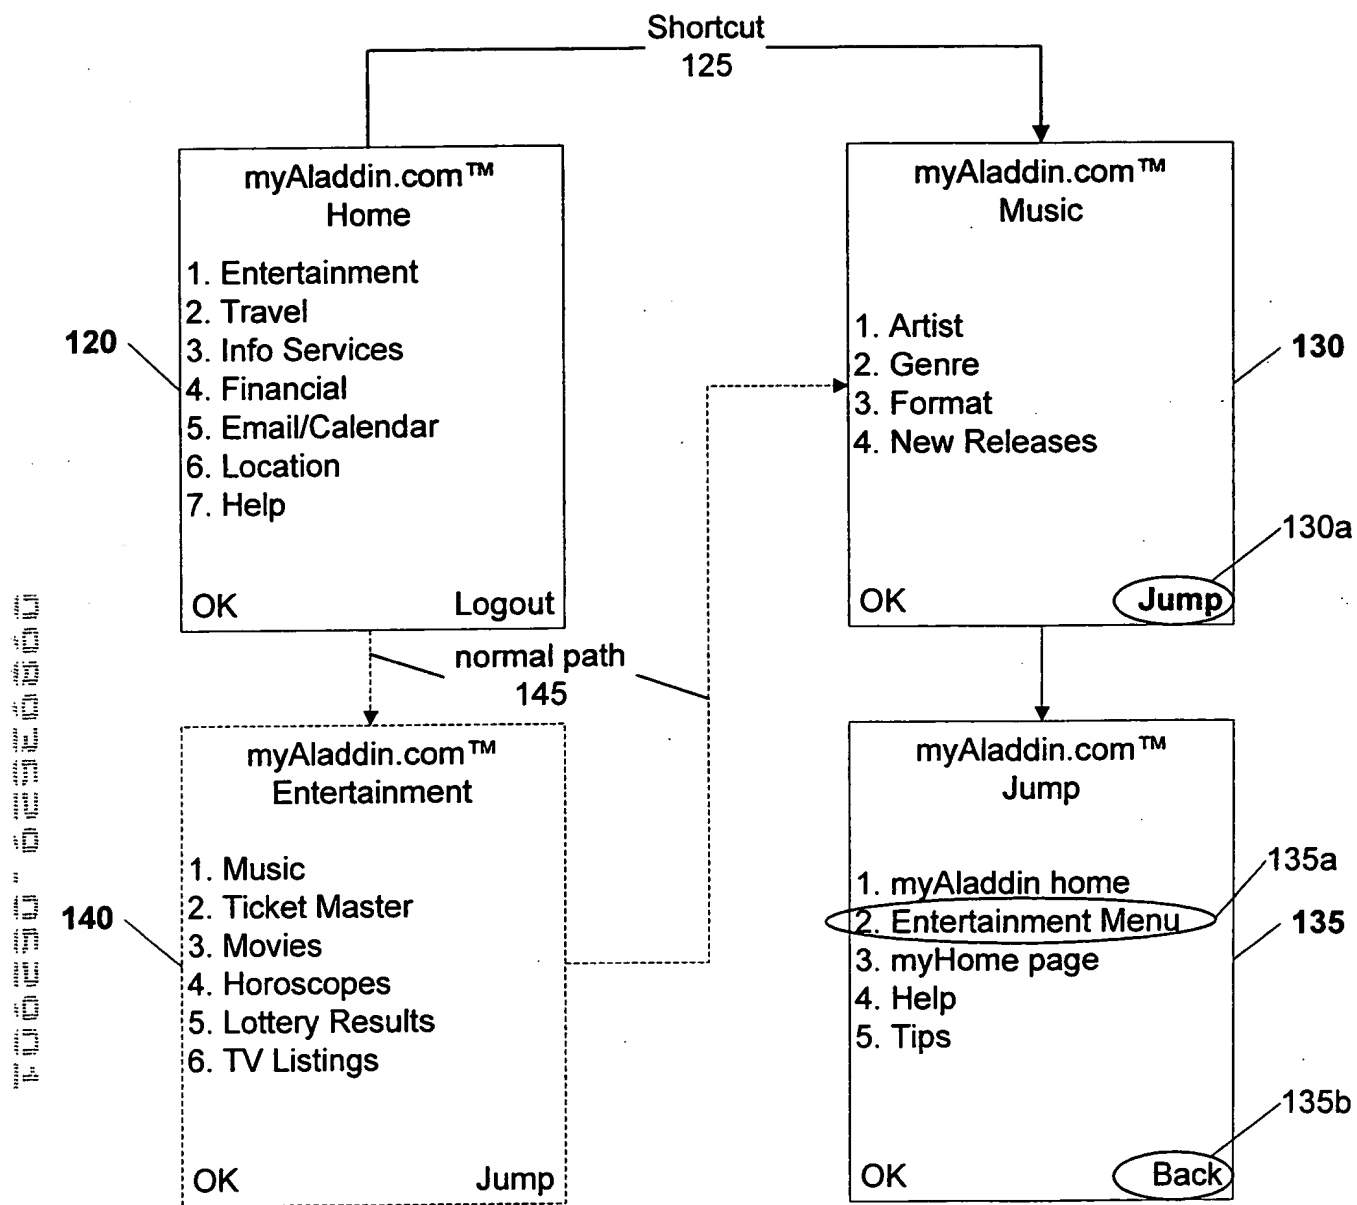 Shortcut
125
myAladdin.com™
Home
1. Entertainment
2. Travel
3. Info Services
4. Financial
5. Email/Calendar
6. Location
7. Help
OK Logout
120
myAladdin.com™
Music
1. Artist
2. Genre
3. Format
4. New Releases
OK Jump
130
130a
normal path
145
myAladdin.com™
Entertainment
1. Music
2. Ticket Master
3. Movies
4. Horoscopes
5. Lottery Results
6. TV Listings
OK Jump
140
myAladdin.com™
Jump
1. myAladdin home
2. Entertainment Menu
3. myHome page
4. Help
5. Tips
OK Back
135a
135
135b